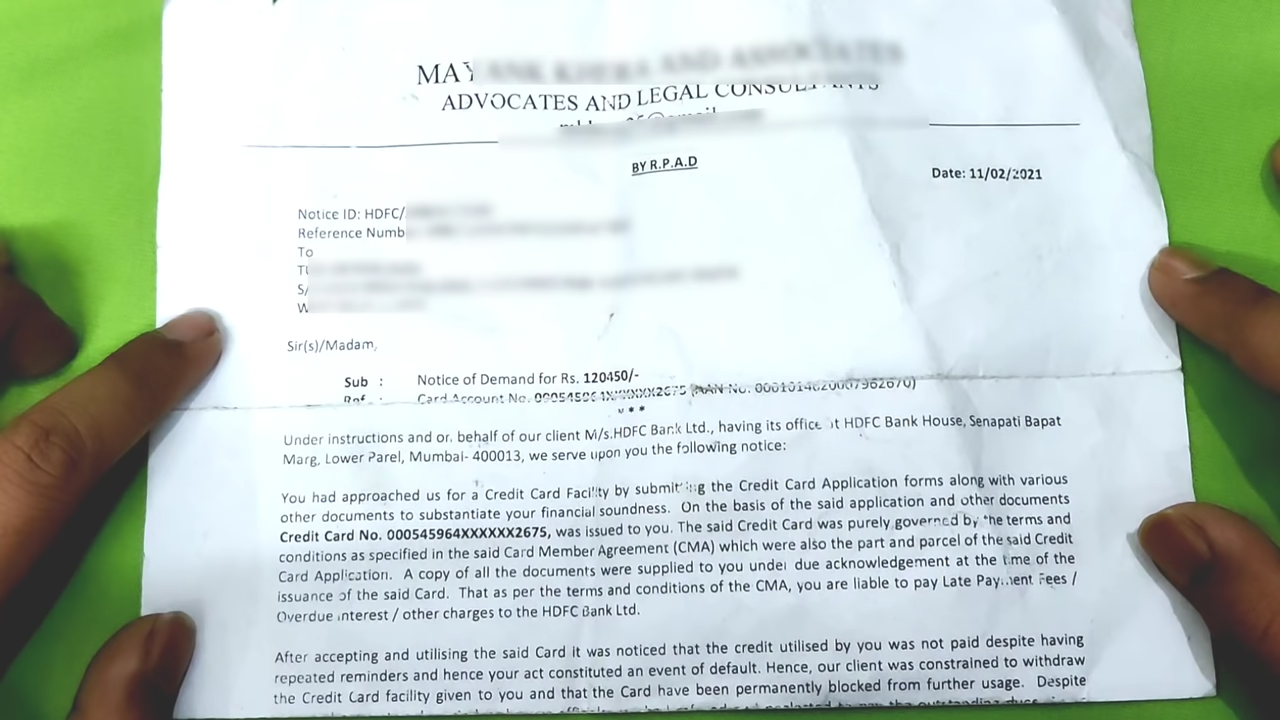 MAY
ADVOCATES AND LEGAL CONSULTANTS
BY R.P.A.D
Date: 11/02/2021
Notice ID: HDFC/
Reference Numb
To
Sir(s)/Madam,
Sub : Notice of Demand for Rs. 120450/-
Ref. : Card Account No. 000545964XXXXXX2675 (AAN No.
***
Under instructions and on behalf of our client M/s.HDFC Bank Ltd., having its office at HDFC Bank House, Senapati Bapat
Marg, Lower Parel, Mumbai- 400013, we serve upon you the following notice:
You had approached us for a Credit Card Facility by submitting the Credit Card Application forms along with various
other documents to substantiate your financial soundness. On the basis of the said application and other documents
Credit Card No. 000545964XXXXXX2675, was issued to you. The said Credit Card was purely governed by the terms and
conditions as specified in the said Card Member Agreement (CMA) which were also the part and parcel of the said Credit
Card Application. A copy of all the documents were supplied to you under due acknowledgement at the time of the
issuance of the said Card. That as per the terms and conditions of the CMA, you are liable to pay Late Payment Fees /
Overdue interest / other charges to the HDFC Bank Ltd.
After accepting and utilising the said Card it was noticed that the credit utilised by you was not paid despite having
repeated reminders and hence your act constituted an event of default. Hence, our client was constrained to withdraw
the Credit Card facility given to you and that the Card have been permanently blocked from further usage. Despite